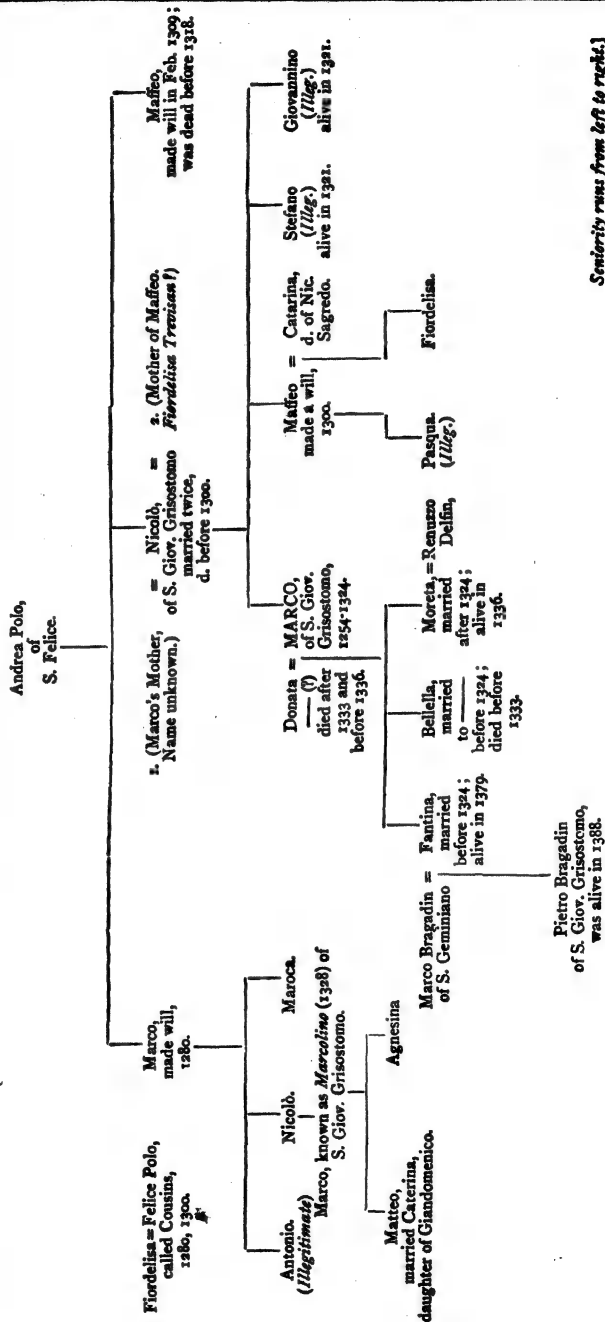 Andrea Polo,
of
S. Felice.
Fiordelisa=Felice Polo,
called Cousins,
1280, 1300.
Marco,
made will,
1280.
1. (Marco's Mother,
Name unknown.)
= Nicolò, =
of S. Giov. Grisostomo
married twice,
d. before 1300.
2. (Mother of Maffeo.
Fiordelisa Trevisan?)
Maffeo,
made will in Feb. 1309;
was dead before 1318.
Antonio.
(Illegitimate)
Nicolò.
Maroca.
Donata = MARCO,
—— (?) of S. Giov.
died after Grisostomo,
1333 and 1254-1324.
before 1336.
Maffeo = Catarina,
made a will, d. of Nic.
1300. Sagredo.
Stefano
(Illeg.)
alive in 1321.
Giovannino
(Illeg.)
alive in 1321.
Marco, known as Marcolino (1328) of
S. Giov. Grisostomo.
Marco Bragadin = Fantina,
of S. Geminiano married
before 1324;
alive in 1379.
Bellella,
married
to ——
before 1324;
died before
1333.
Moreta, = Renuzzo
married Delfin,
after 1324;
alive in
1336.
Pasqua.
(Illeg.)
Fiordelisa.
Matteo,
married Caterina,
daughter of Giandomenico.
Agnesina
Pietro Bragadin
of S. Giov. Grisostomo,
was alive in 1388.
Seniority runs from left to right.]